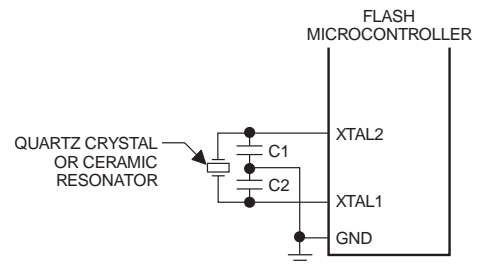 FLASH
MICROCONTROLLER
XTAL2
QUARTZ CRYSTAL
OR CERAMIC
RESONATOR
C1
C2
XTAL1
GND